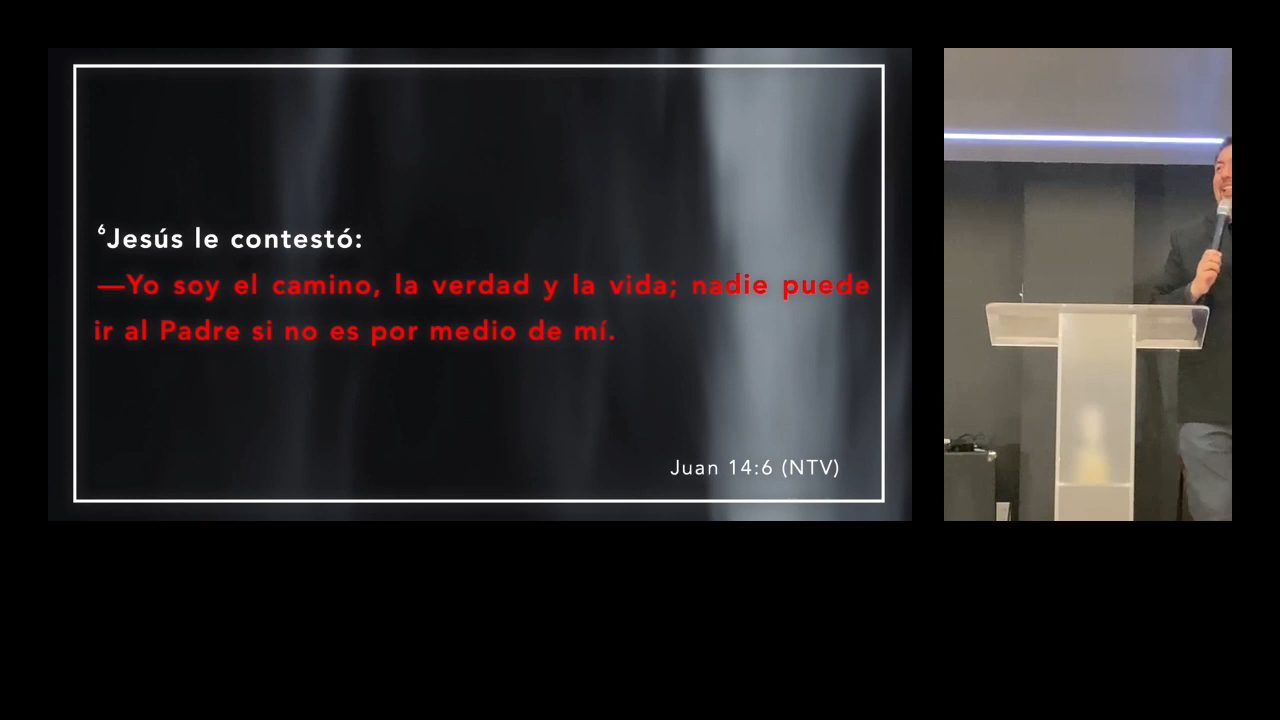 ⁶Jesús le contestó:
—Yo soy el camino, la verdad y la vida; nadie puede
ir al Padre si no es por medio de mí.
Juan 14:6 (NTV)